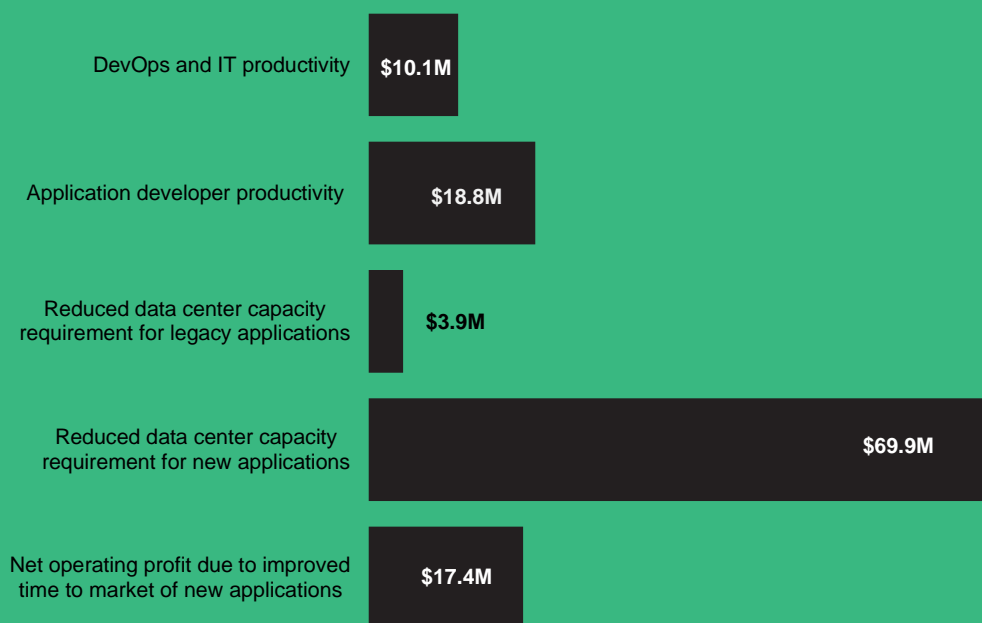 DevOps and IT productivity
$10.1M
Application developer productivity
$18.8M
Reduced data center capacity
requirement for legacy applications
$3.9M
Reduced data center capacity
requirement for new applications
$69.9M
Net operating profit due to improved
time to market of new applications
$17.4M